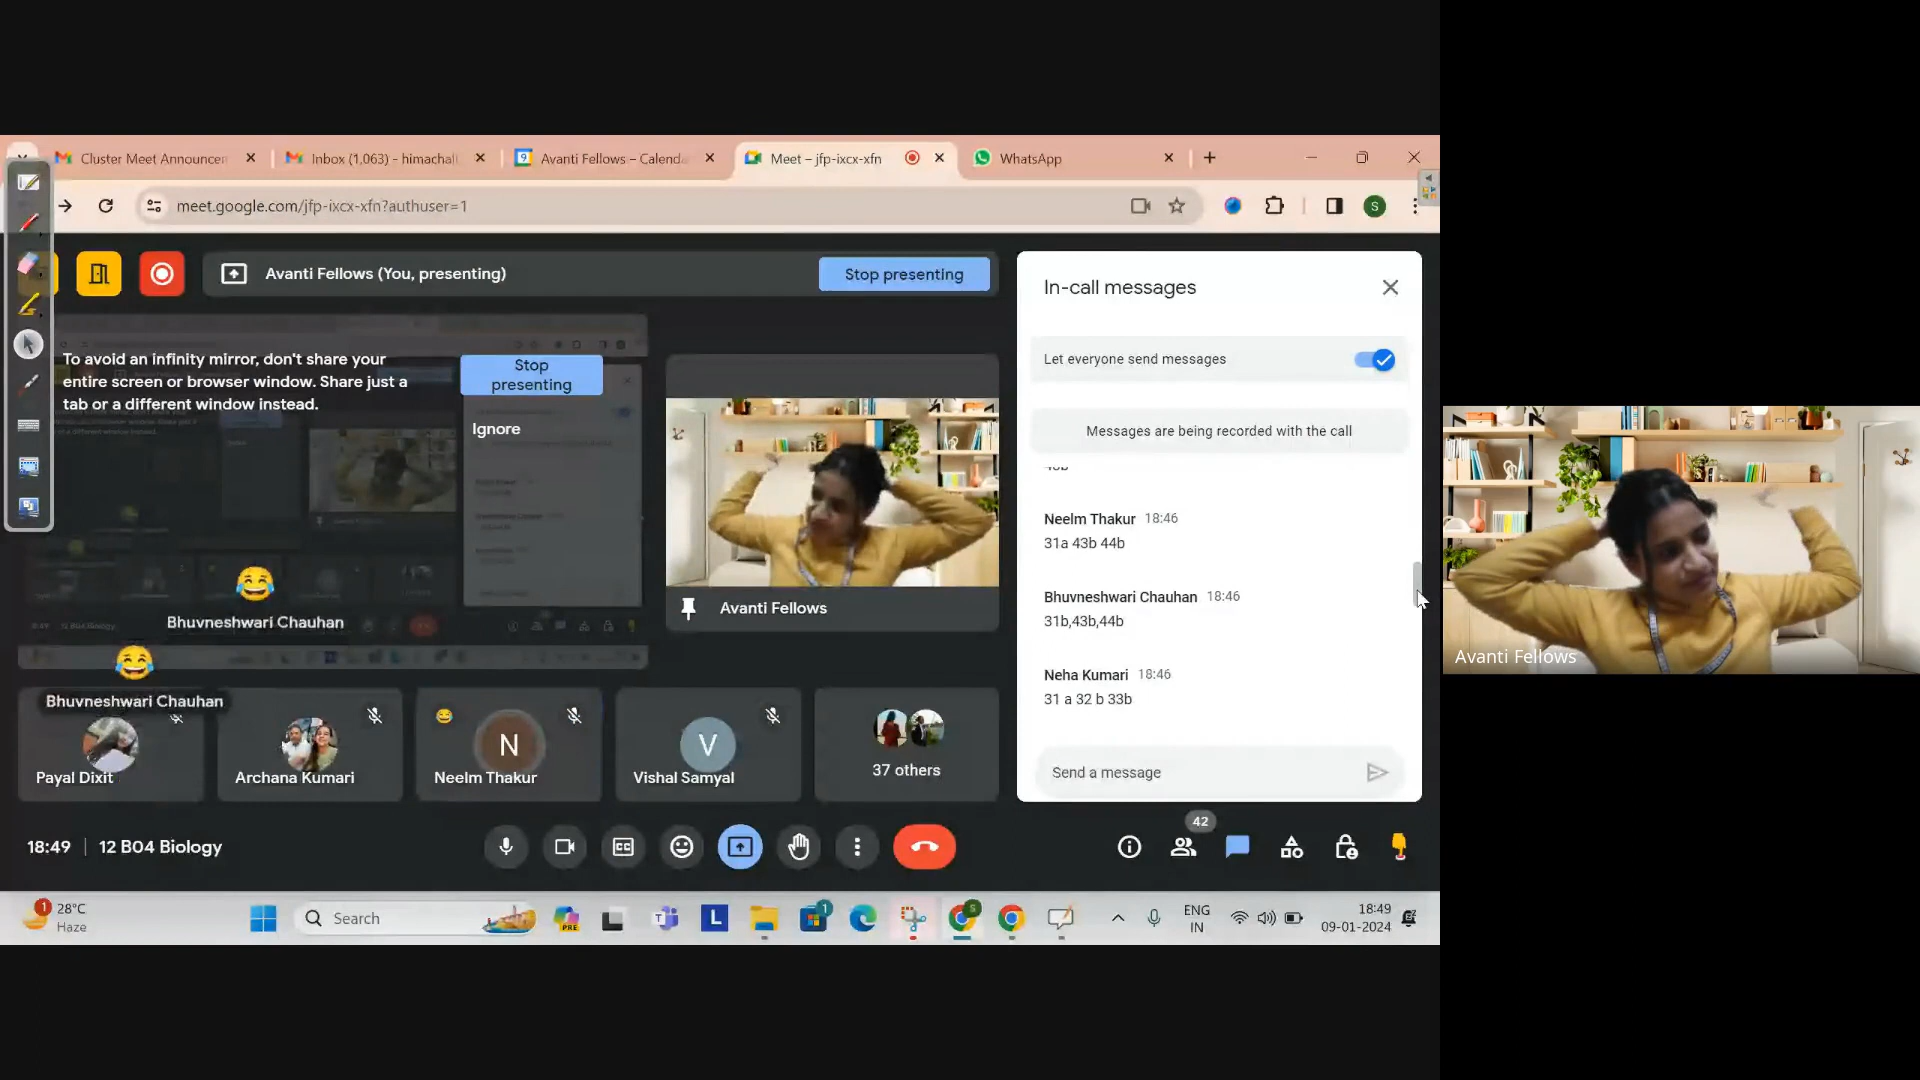 Cluster Meet Announcem
Inbox (1,063) - himachal
Avanti Fellows – Calenda
Meet – jfp-ixcx-xfn
WhatsApp
meet.google.com/jfp-ixcx-xfn?authuser=1
S
Avanti Fellows (You, presenting)
Stop presenting
To avoid an infinity mirror, don't share your
entire screen or browser window. Share just a
tab or a different window instead.
Stop
presenting
Ignore
Avanti Fellows
Bhuvneshwari Chauhan
Bhuvneshwari Chauhan
Payal Dixit
Archana Kumari
N
Neelm Thakur
V
Vishal Samyal
37 others
In-call messages
Let everyone send messages
Messages are being recorded with the call
Neelm Thakur 18:46
31a 43b 44b
Bhuvneshwari Chauhan 18:46
31b,43b,44b
Neha Kumari 18:46
31 a 32 b 33b
Send a message
18:49 | 12 B04 Biology
42
1
28°C
Haze
Search
PRE
L
1
S
ENG
IN
18:49
09-01-2024
Avanti Fellows